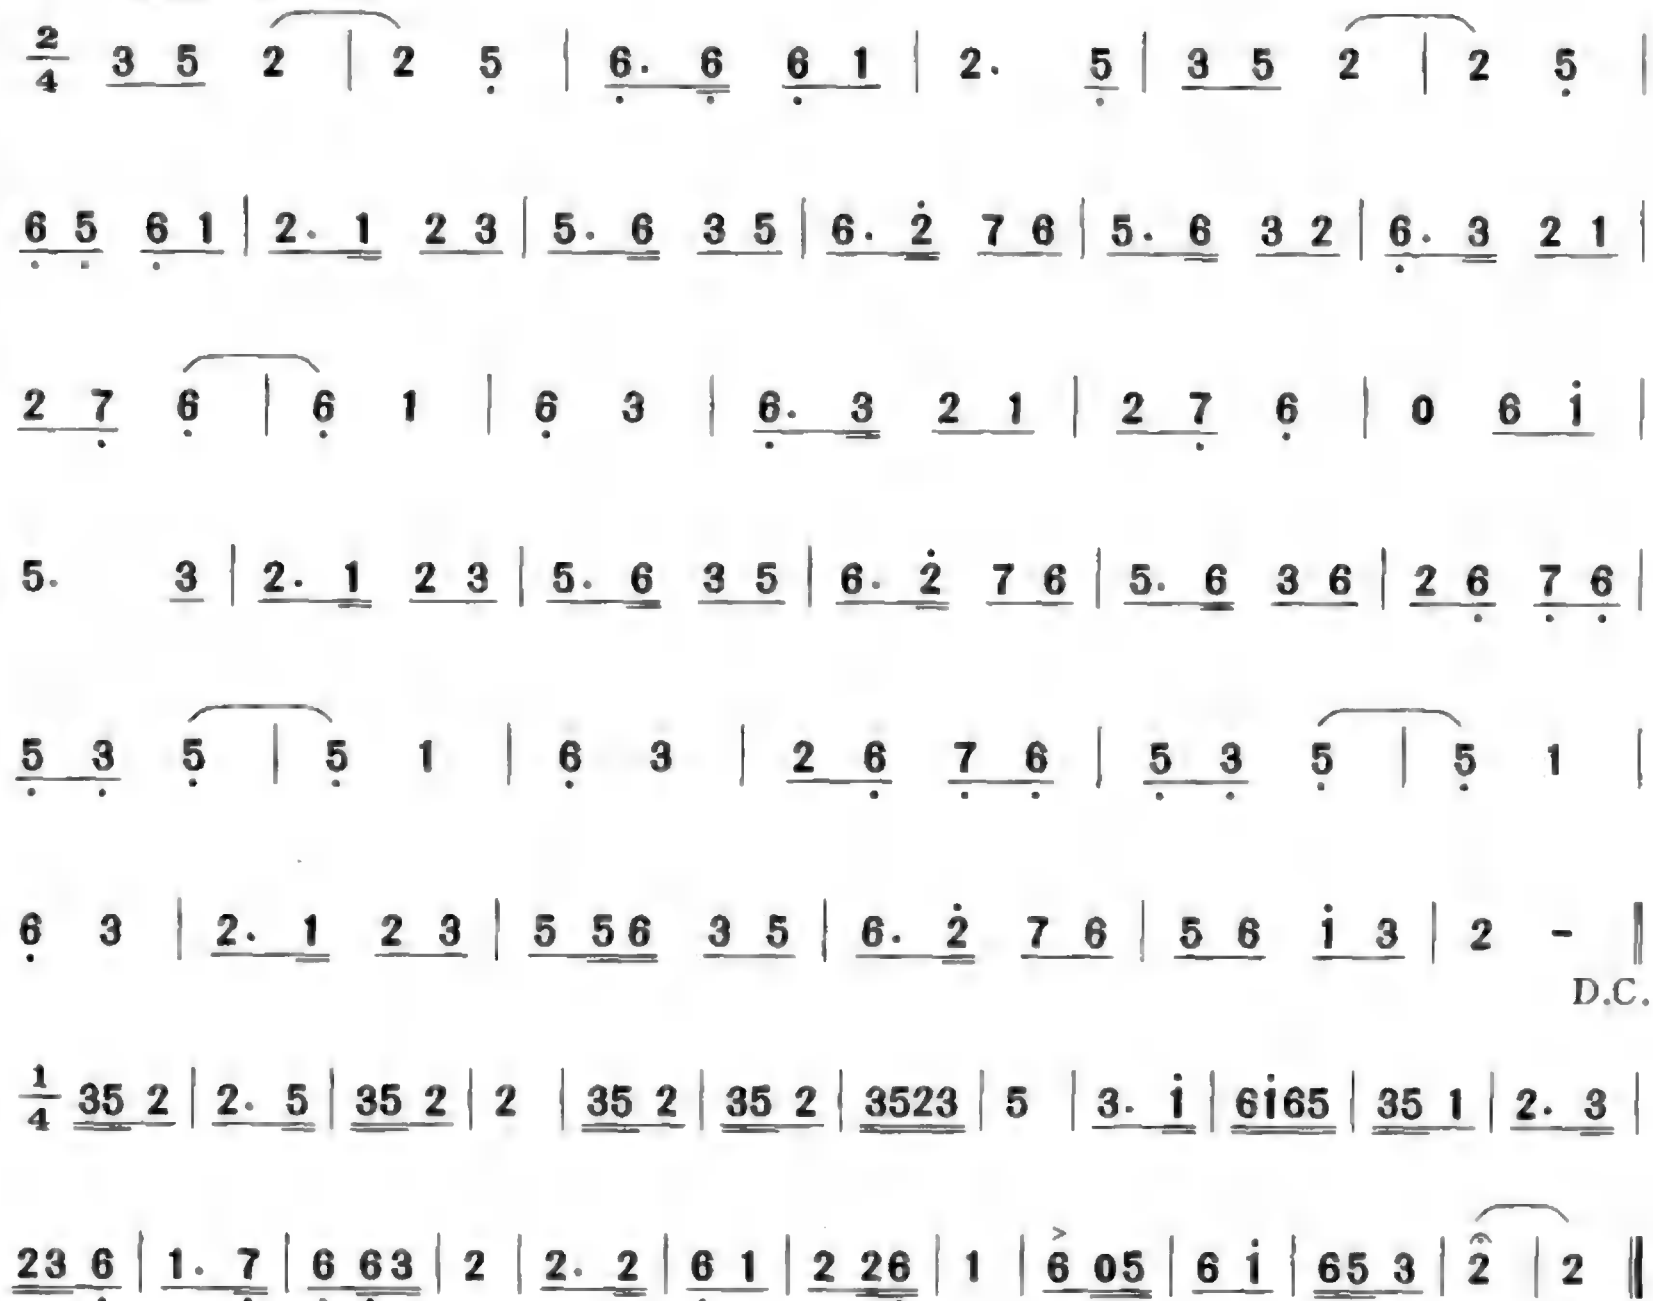 2/4 3 5 2 | 2 5̣ | 6̣. 6̣ 6̣ 1 | 2. 5̣ | 3 5 2 | 2 5̣ |
6̣ 5̣ 6̣ 1 | 2. 1 2 3 | 5. 6 3 5 | 6. 2̇ 7 6 | 5. 6 3 2 | 6̣. 3 2 1 |
2 7̣ 6̣ | 6̣ 1 | 6̣ 3 | 6̣. 3 2 1 | 2 7̣ 6̣ | 0 6 1̇ |
5. 3 | 2. 1 2 3 | 5. 6 3 5 | 6. 2̇ 7 6 | 5. 6 3 6 | 2 6̣ 7̣ 6̣ |
5̣ 3̣ 5̣ | 5̣ 1 | 6̣ 3 | 2 6̣ 7̣ 6̣ | 5̣ 3̣ 5̣ | 5̣ 1 |
6̣ 3 | 2. 1 2 3 | 5 5 6 3 5 | 6. 2̇ 7 6 | 5 6 1̇ 3 | 2 - ‖
D.C.
1/4 35 2 | 2. 5 | 35 2 | 2 | 35 2 | 35 2 | 3523 | 5 | 3. 1̇ | 61̇65 | 35 1 | 2. 3 |
23 6̣ | 1. 7̣ | 6̣ 6̣3 | 2 | 2. 2 | 6̣ 1 | 2 26̣ | 1 | > 6 05 | 6 1̇ | 65 3 | 2 | 2 ‖